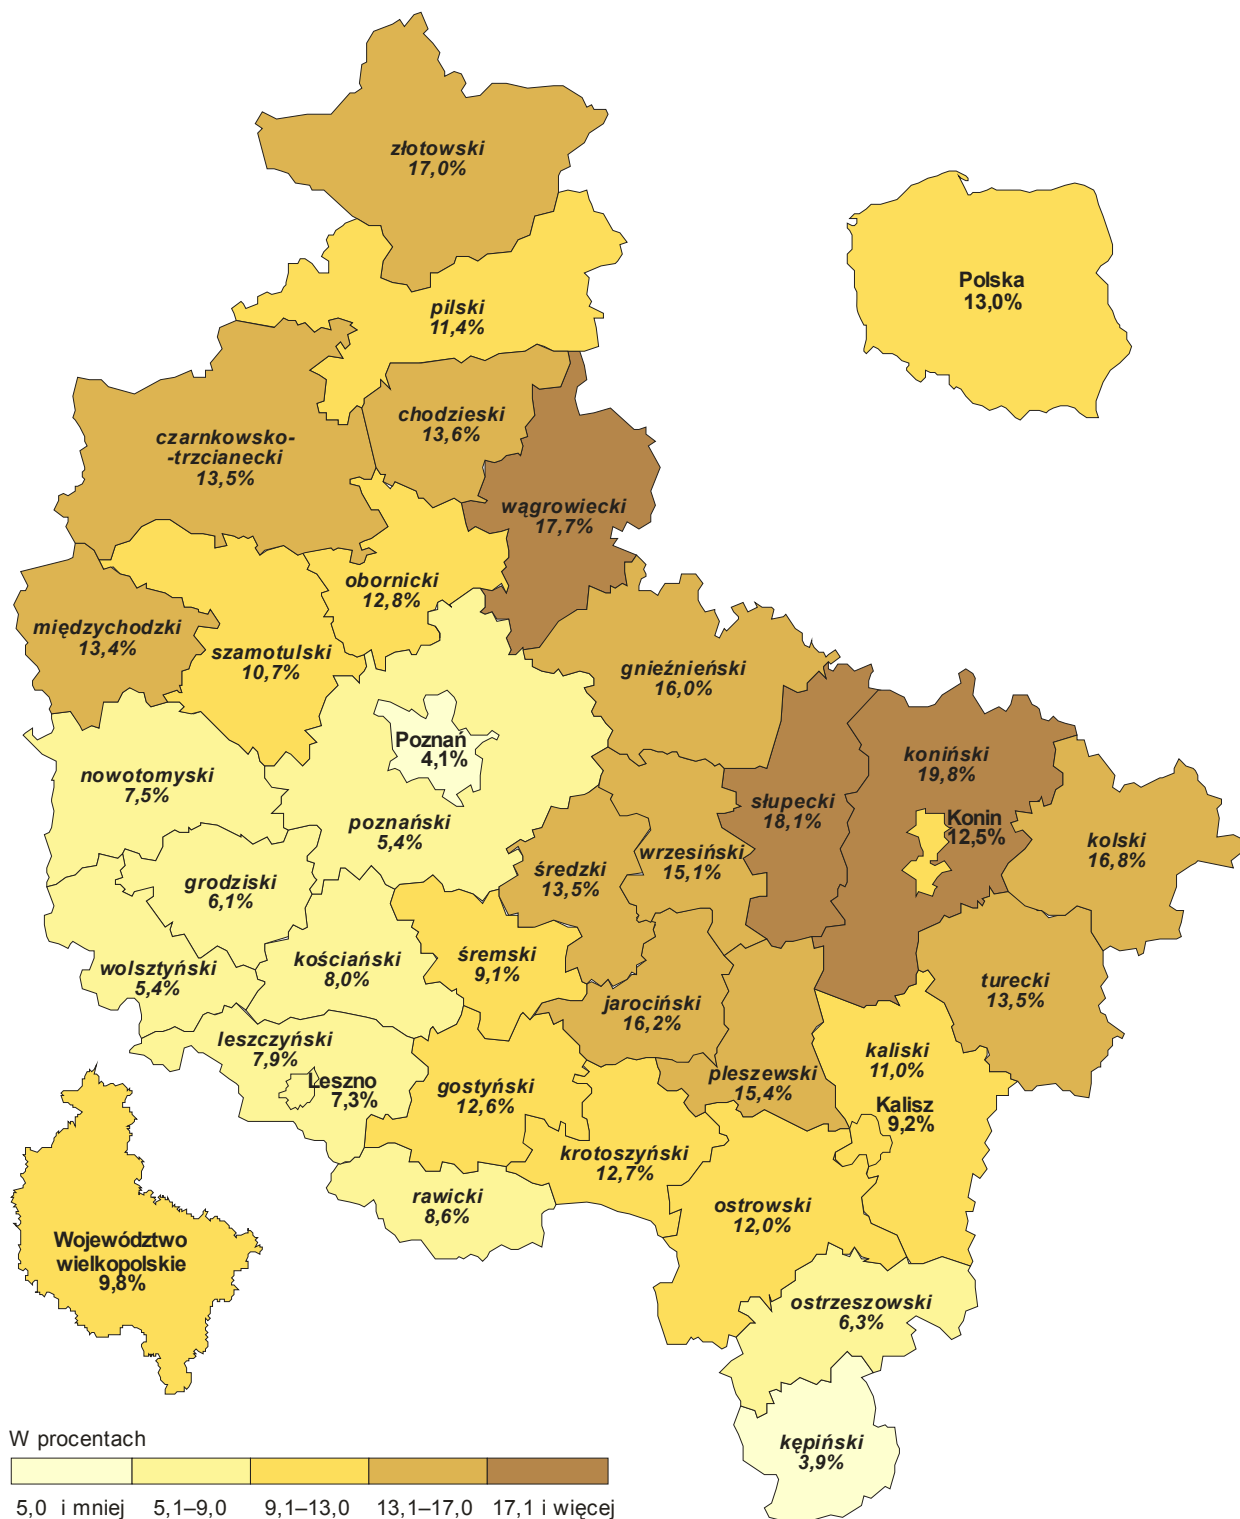 złotowski
17,0%
Polska
13,0%
pilski
11,4%
chodzieski
13,6%
czarnkowsko-
-trzcianecki
13,5%
wągrowiecki
17,7%
obornicki
12,8%
międzychodzki
13,4%
szamotulski
10,7%
gnieźnieński
16,0%
Poznań
4,1%
nowotomyski
7,5%
koniński
19,8%
słupecki
18,1%
Konin
12,5%
poznański
5,4%
kolski
16,8%
wrzesiński
15,1%
średzki
13,5%
grodziski
6,1%
wolsztyński
5,4%
kościański
8,0%
śremski
9,1%
turecki
13,5%
jarociński
16,2%
leszczyński
7,9%
Leszno
7,3%
gostyński
12,6%
pleszewski
15,4%
kaliski
11,0%
Kalisz
9,2%
krotoszyński
12,7%
rawicki
8,6%
ostrowski
12,0%
Województwo
wielkopolskie
9,8%
ostrzeszowski
6,3%
kępiński
3,9%
W procentach
5,0 i mniej 5,1–9,0 9,1–13,0 13,1–17,0 17,1 i więcej